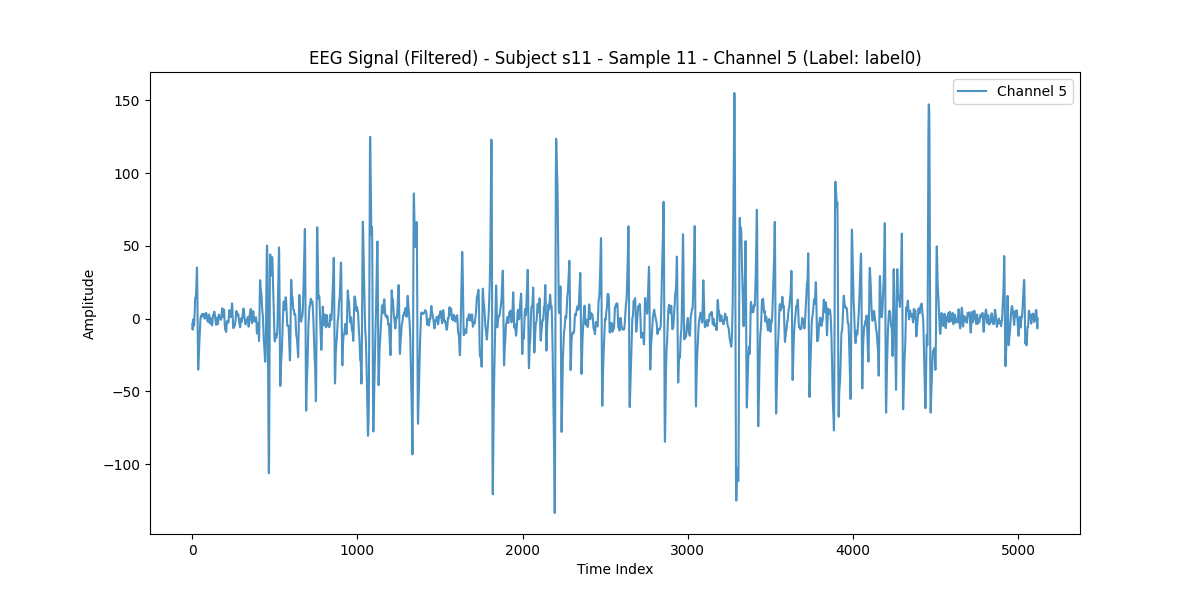 EEG Signal (Filtered) - Subject s11 - Sample 11 - Channel 5 (Label: label0)
Channel 5
150
100
50
0
−50
−100
Amplitude
0 1000 2000 3000 4000 5000
Time Index